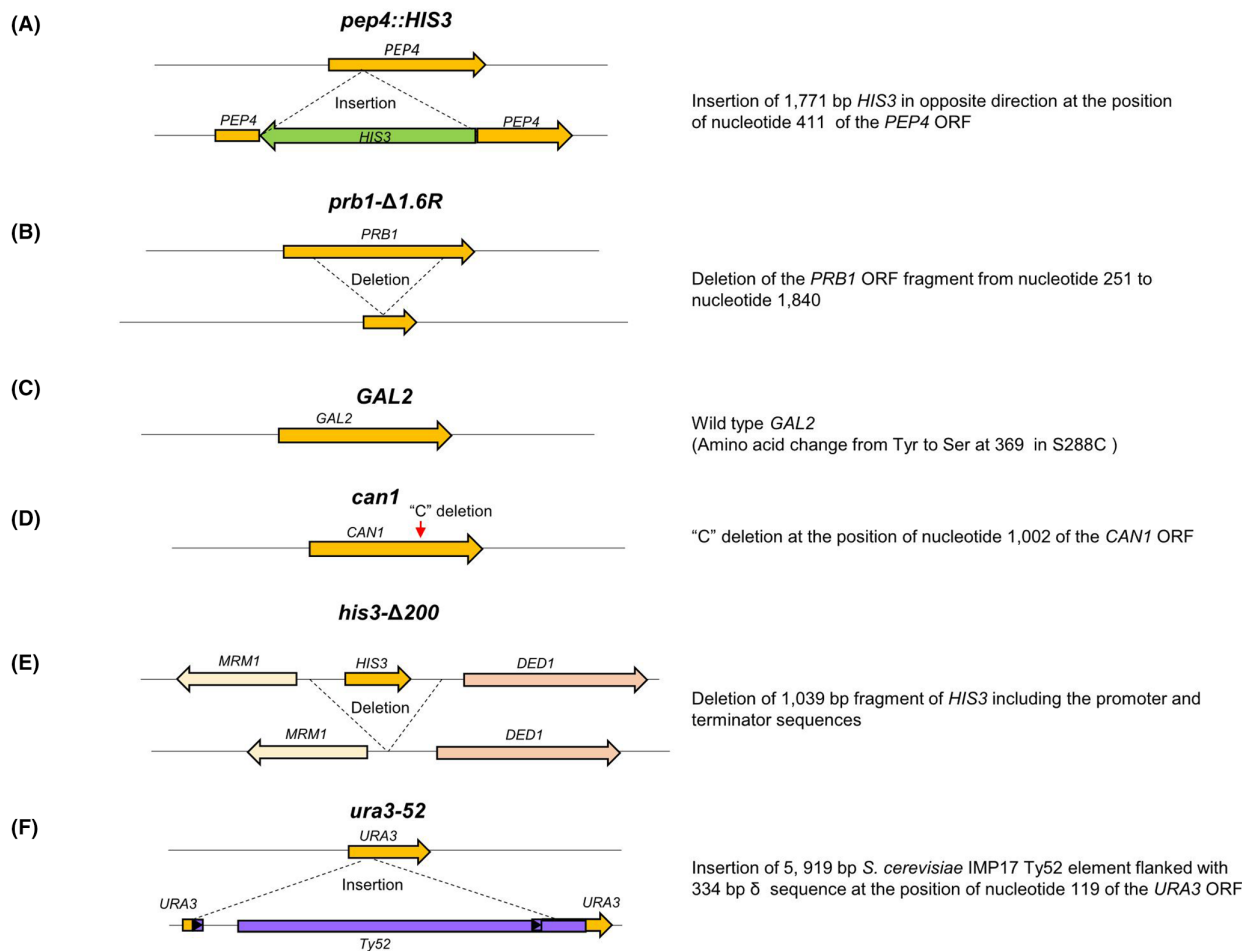 (A)
pep4::HIS3
PEP4
Insertion
PEP4
HIS3
PEP4
Insertion of 1,771 bp HIS3 in opposite direction at the position
of nucleotide 411 of the PEP4 ORF
(B)
prb1-Δ1.6R
PRB1
Deletion
Deletion of the PRB1 ORF fragment from nucleotide 251 to
nucleotide 1,840
(C)
GAL2
GAL2
Wild type GAL2
(Amino acid change from Tyr to Ser at 369 in S288C )
(D)
can1
“C” deletion
CAN1
“C” deletion at the position of nucleotide 1,002 of the CAN1 ORF
(E)
his3-Δ200
MRM1
HIS3
DED1
Deletion
MRM1
DED1
Deletion of 1,039 bp fragment of HIS3 including the promoter and
terminator sequences
(F)
ura3-52
URA3
Insertion
URA3
URA3
Ty52
Insertion of 5, 919 bp S. cerevisiae IMP17 Ty52 element flanked with
334 bp δ sequence at the position of nucleotide 119 of the URA3 ORF